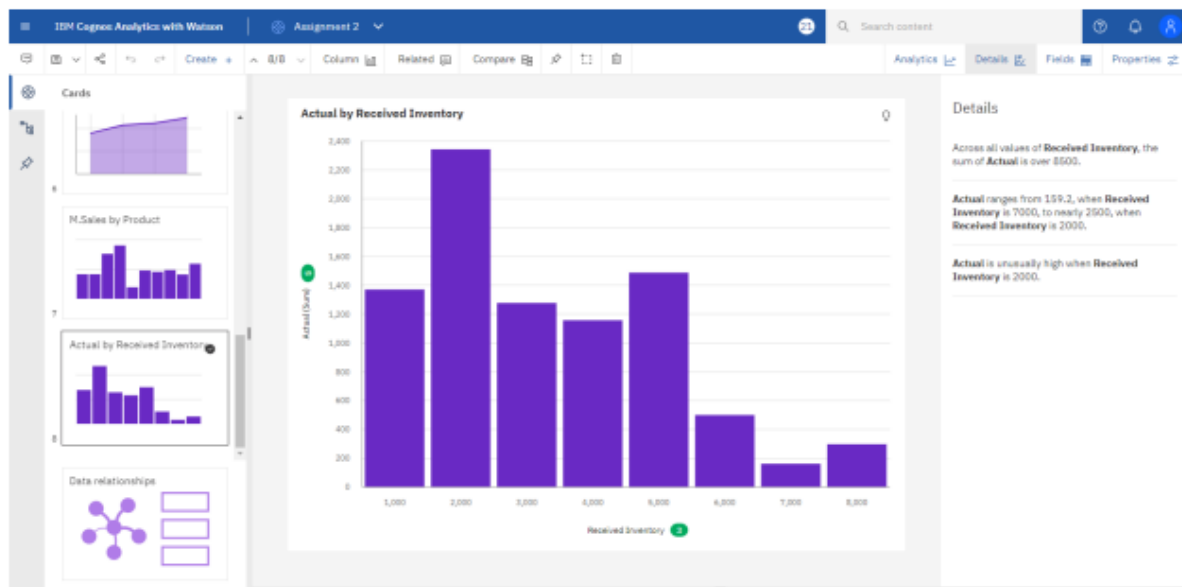 IBM Cognos Analytics with Watson
Assignment 2
21
Search content
Create +
8/8
Column
Related
Compare
Analytics
Details
Fields
Properties
Cards
6
M.Sales by Product
7
Actual by Received Inventory
8
Data relationships
Actual by Received Inventory
2,400
2,200
2,000
1,800
1,600
1,400
1,200
1,000
800
600
400
200
0
Actual (Sum)
1,000 2,000 3,000 4,000 5,000 6,000 7,000 8,000
Received Inventory
Details
Across all values of Received Inventory, the
sum of Actual is over 8500.
Actual ranges from 159.2, when Received
Inventory is 7000, to nearly 2500, when
Received Inventory is 2000.
Actual is unusually high when Received
Inventory is 2000.